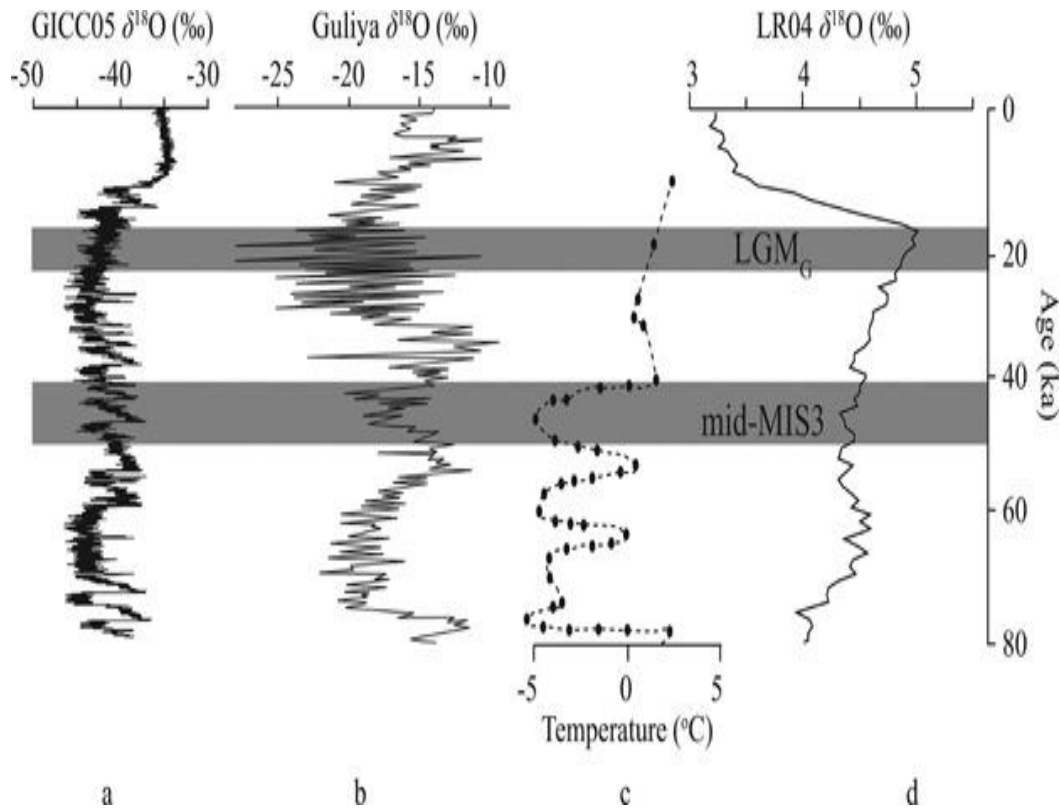 GICC05 δ¹⁸O (‰) Guliya δ¹⁸O (‰) LR04 δ¹⁸O (‰)
-50 -40 -30 -25 -20 -15 -10 3 4 5
0
LGM_G 20
40
mid-MIS3
60
80
Age (ka)
-5 0 5
Temperature (°C)
a b c d